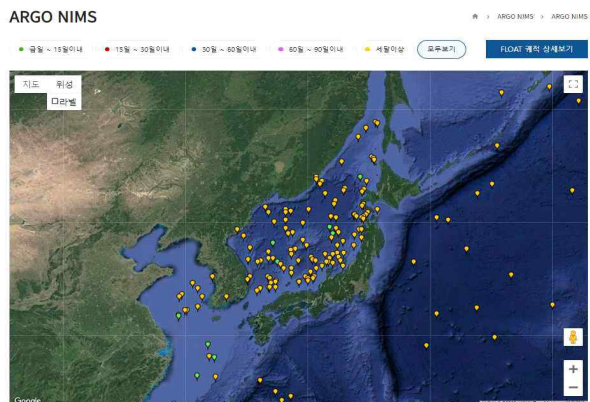 ARGO NIMS
ARGO NIMS › ARGO NIMS
금일 ~ 15일이내
15일 ~ 30일이내
30일 ~ 60일이내
60일 ~ 90일이내
세달이상
모두보기
FLOAT 궤적 상세보기
지도 위성
라벨
Google